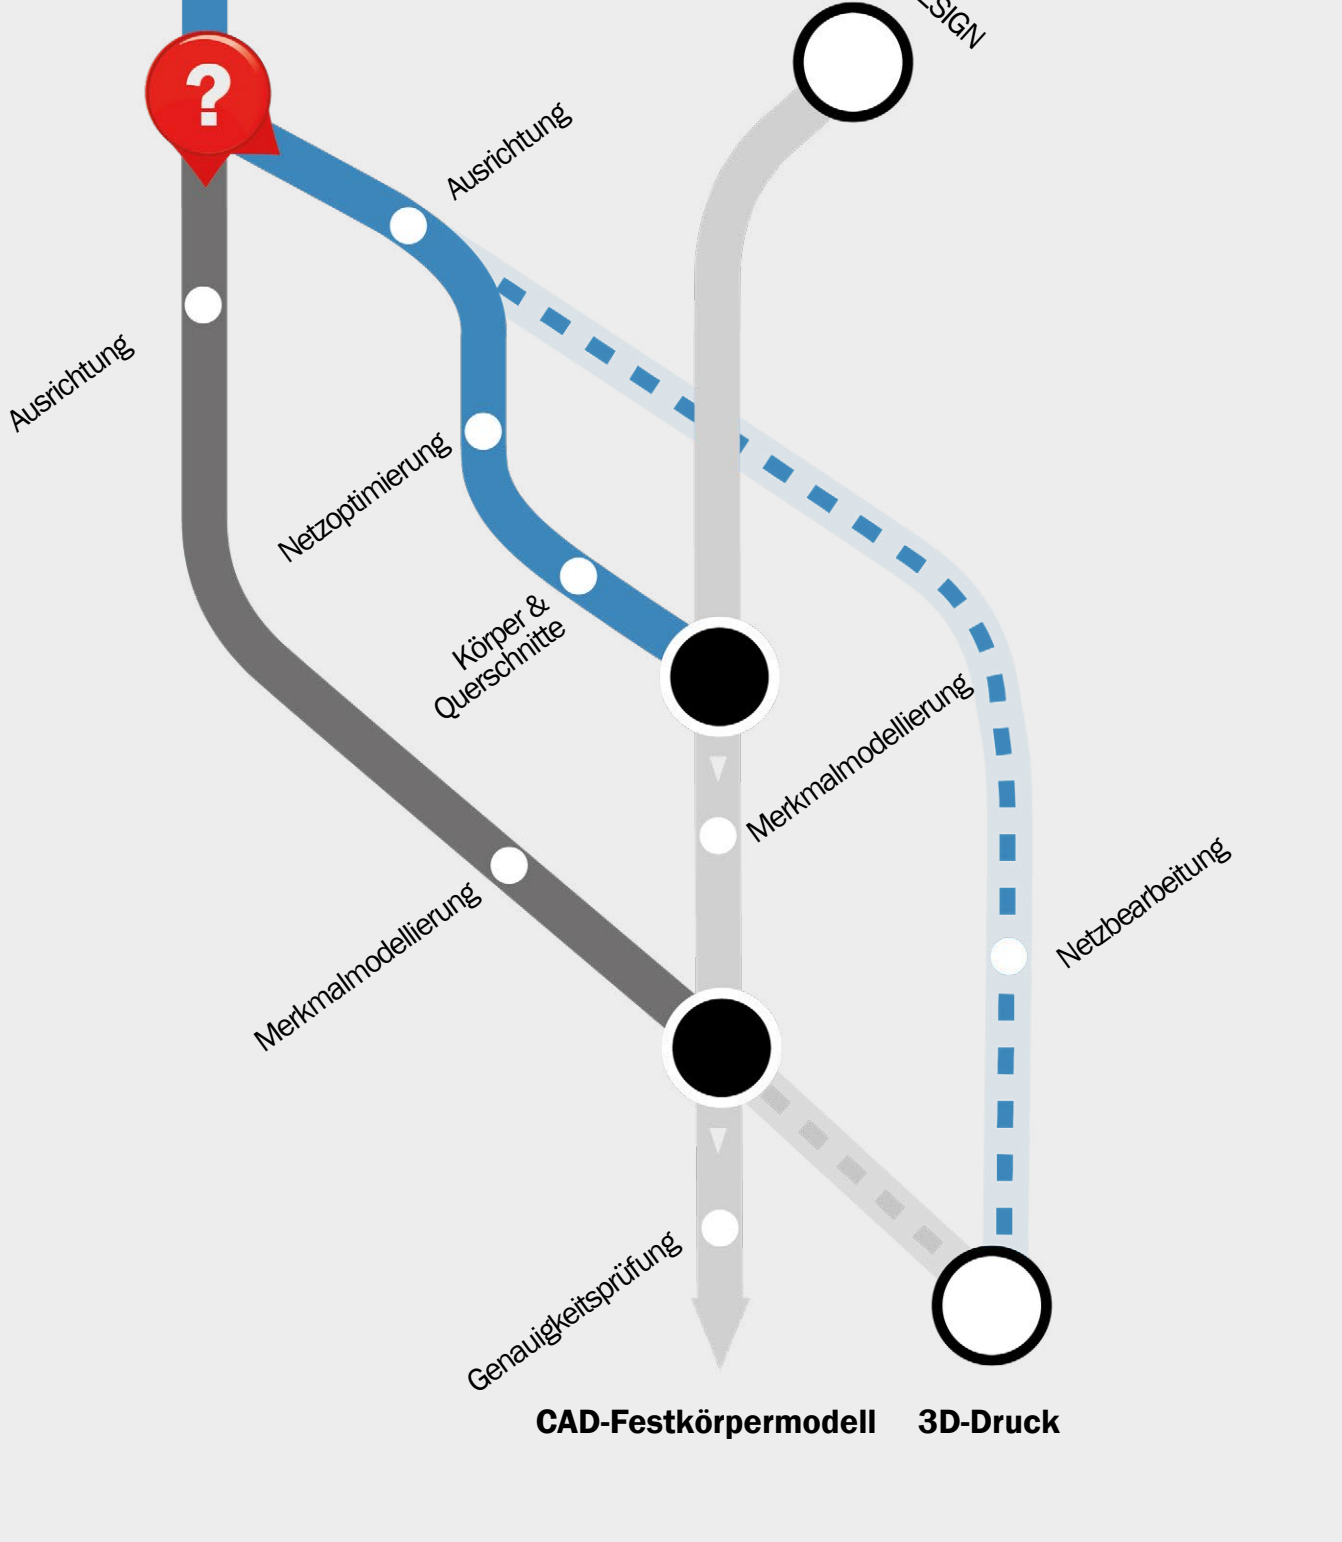 ?
Ausrichtung
Ausrichtung
Netzoptimierung
Körper &
Querschnitte
Merkmalmodellierung
Netzbearbeitung
Merkmalmodellierung
Genauigkeitsprüfung
CAD-Festkörpermodell
3D-Druck